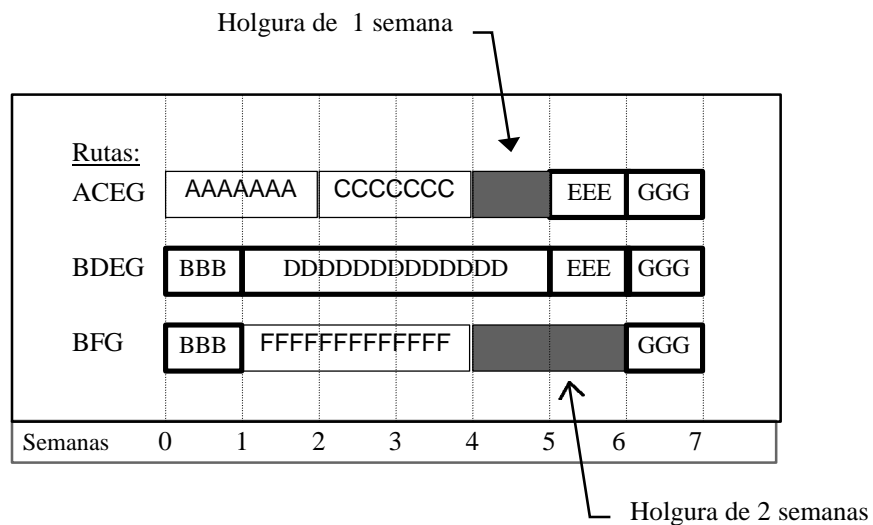 Holgura de 1 semana
Rutas:
ACEG AAAAAAA CCCCCCC EEE GGG
BDEG BBB DDDDDDDDDDDDD EEE GGG
BFG BBB FFFFFFFFFFFFF GGG
Semanas 0 1 2 3 4 5 6 7
Holgura de 2 semanas